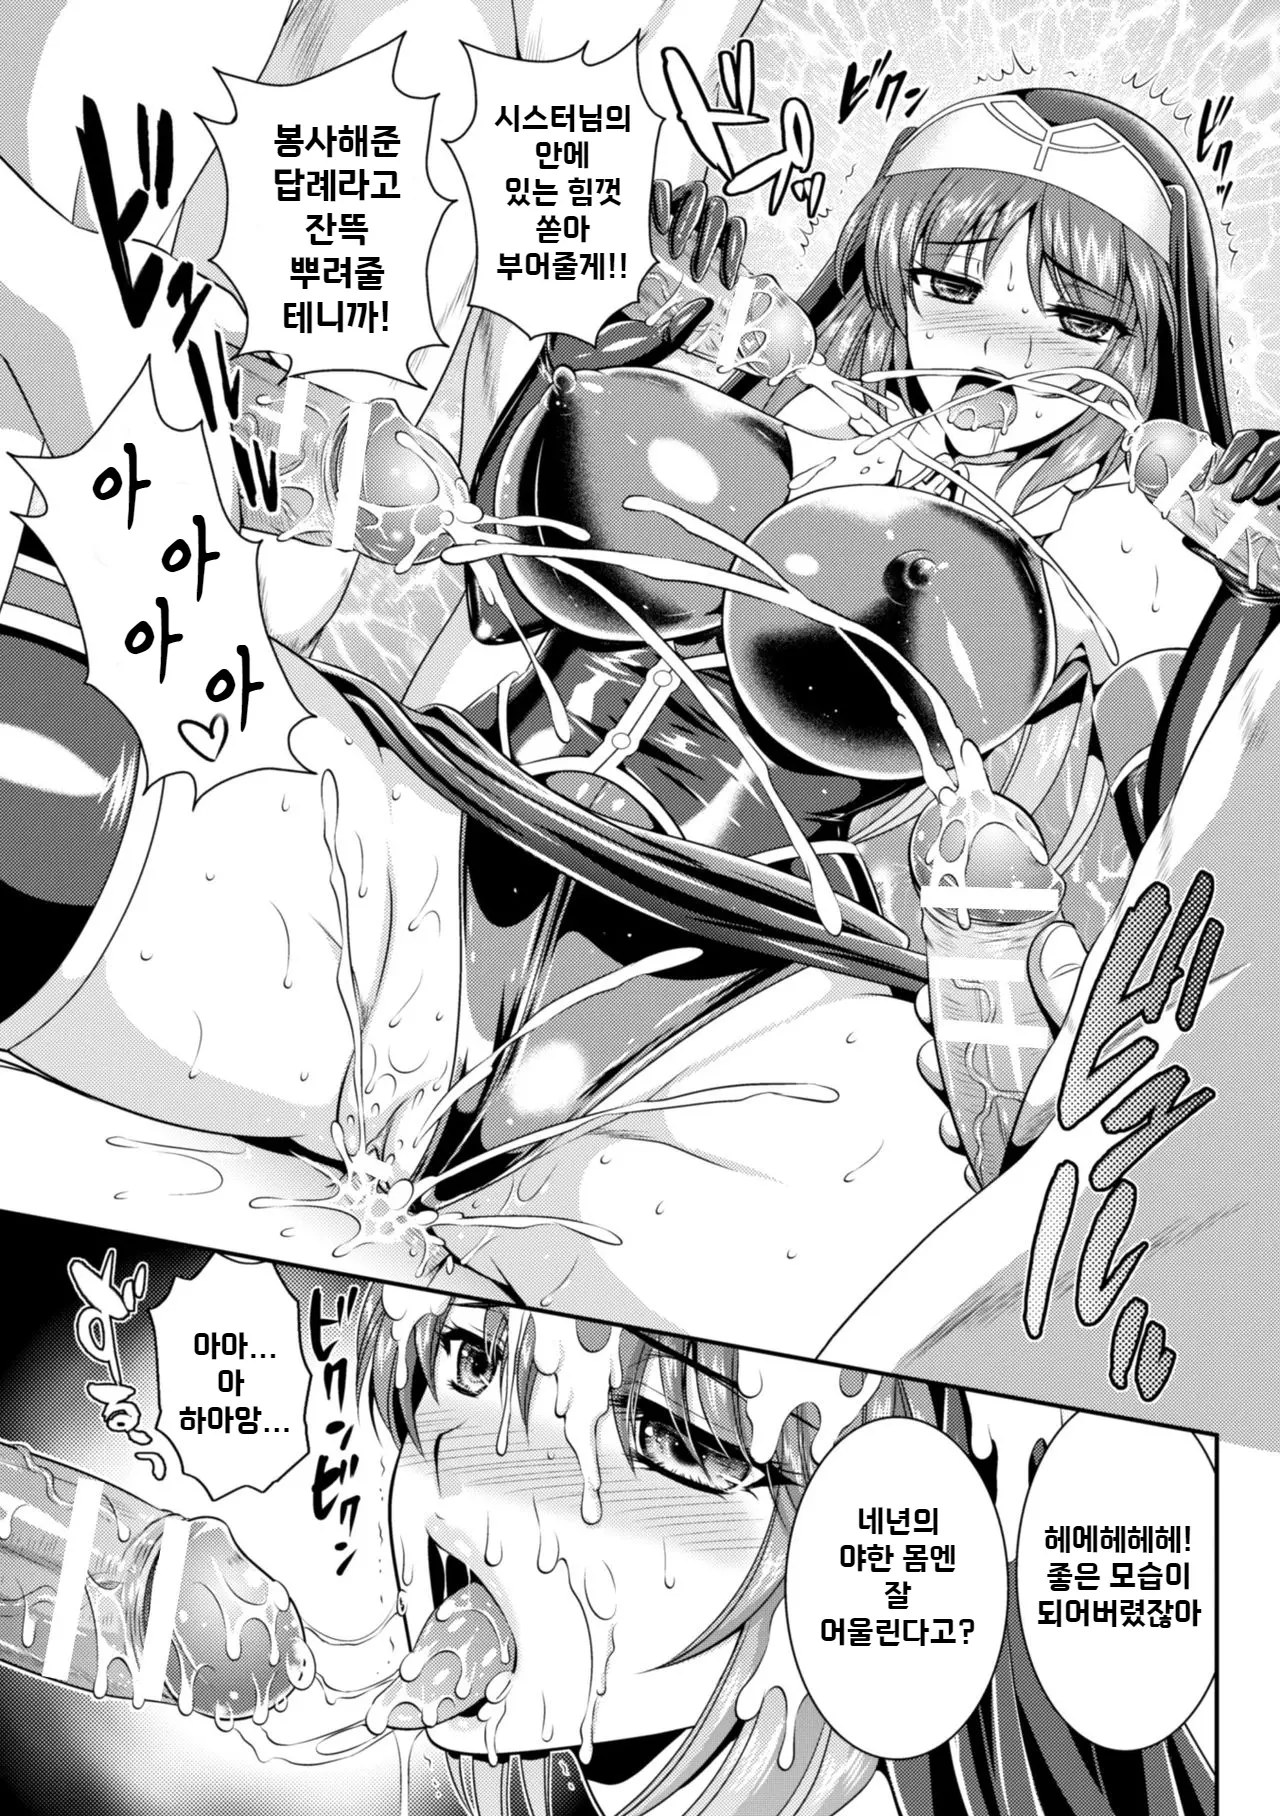 시스터님의
안에
있는 힘껏
쏟아
부어줄게!!
봉사해준
답례라고
잔뜩
뿌려줄
테니까!
아
아
아
아
헤에헤헤헤!
좋은 모습이
되어버렸잖아
네년의
야한 몸엔
잘
어울린다고?
아아...
아
하아앙...